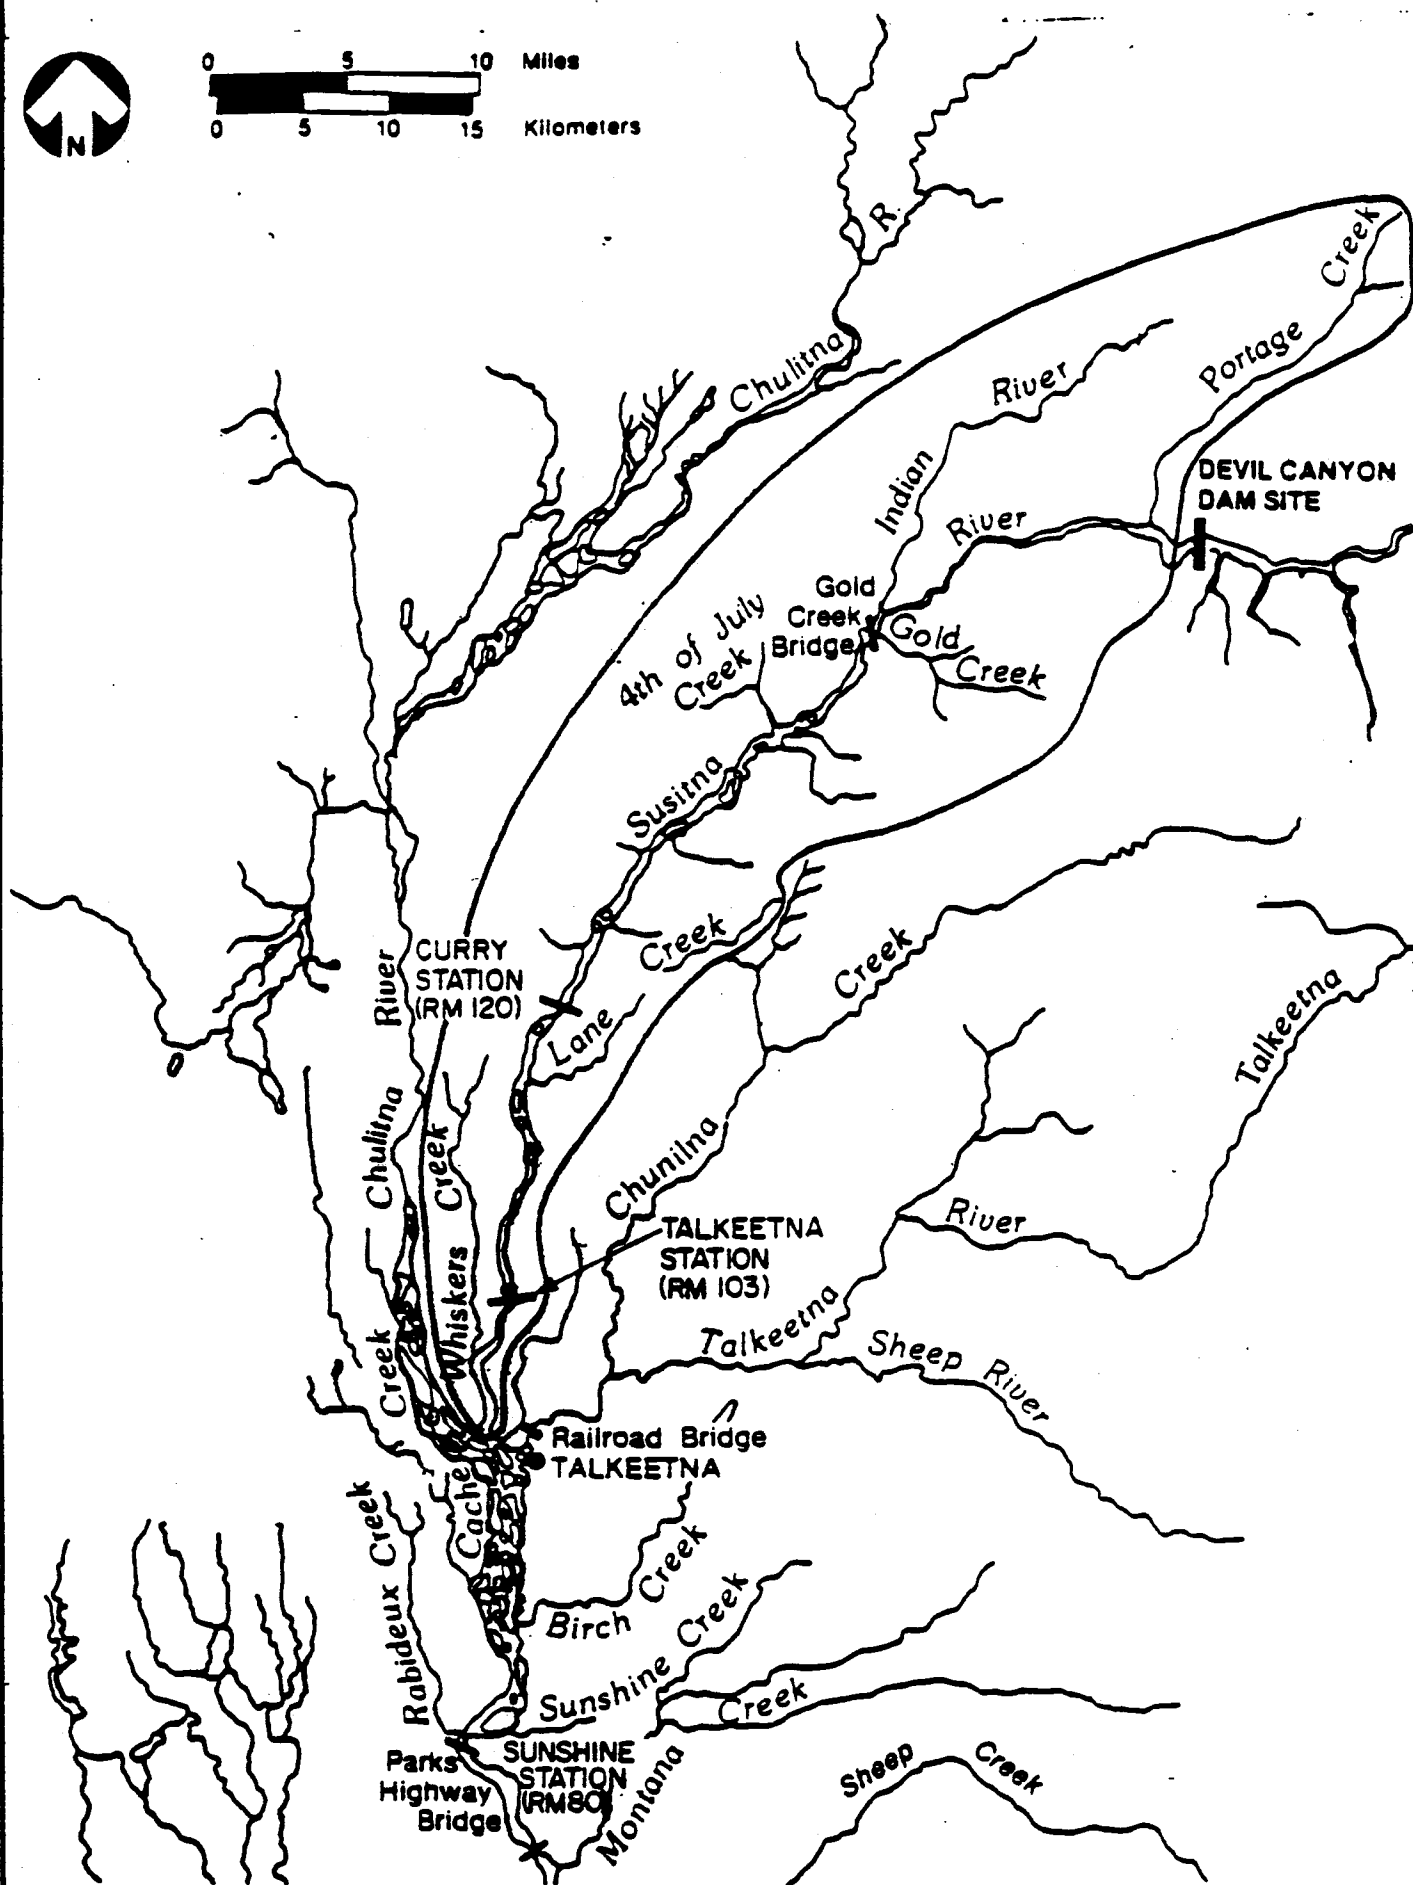 0 5 10 Miles
0 5 10 15 Kilometers
N
R.
Creek
Portage
Chulitna
River
Indian
River
DEVIL CANYON
DAM SITE
Gold
Creek
Bridge
Gold
Creek
4th of July
Creek
Susitna
Creek
Creek
CURRY
STATION
(RM 120)
River
Lane
Talkeetna
Chulitna
Creek
Chunilna
River
TALKEETNA
STATION
(RM 103)
Whiskers
Creek
Talkeetna
Sheep River
Railroad Bridge
TALKEETNA
Cache
Rabideux Creek
Creek
Birch
Creek
Sunshine
Creek
Creek
SUNSHINE
STATION
(RM80)
Parks
Highway
Bridge
Montana
Sheep
Creek